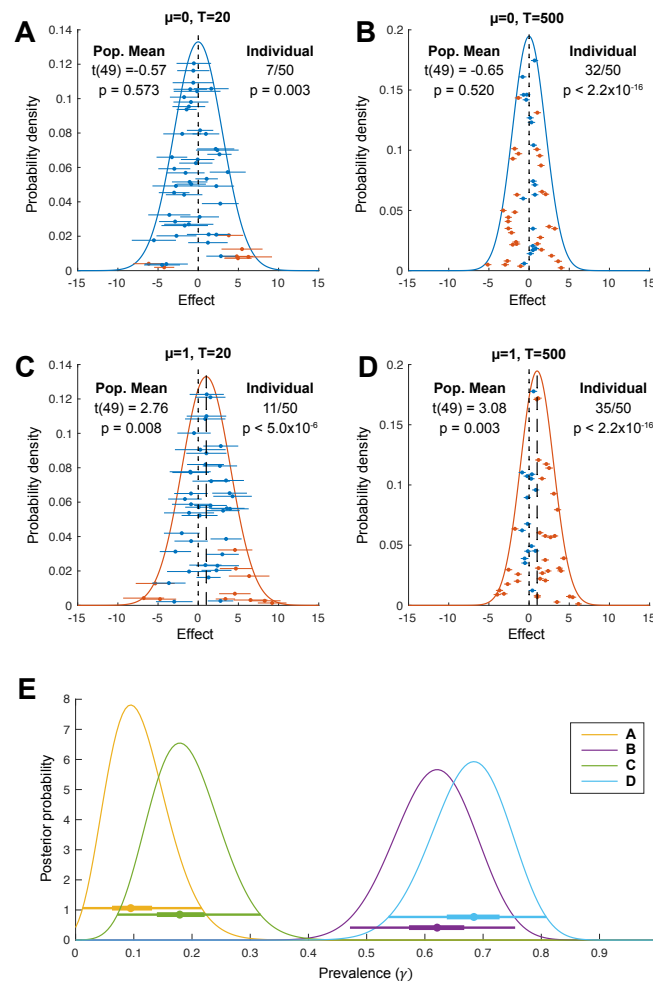 A
μ=0, T=20
Pop. Mean
t(49) =-0.57
p = 0.573
Individual
7/50
p = 0.003
Probability density
0.14
0.12
0.1
0.08
0.06
0.04
0.02
0
-15 -10 -5 0 5 10 15
Effect
B
μ=0, T=500
Pop. Mean
t(49) =-0.65
p = 0.520
Individual
32/50
p < 2.2x10⁻¹⁶
Probability density
0.2
0.15
0.1
0.05
0
-15 -10 -5 0 5 10 15
Effect
C
μ=1, T=20
Pop. Mean
t(49) = 2.76
p = 0.008
Individual
11/50
p < 5.0x10⁻⁶
Probability density
0.14
0.12
0.1
0.08
0.06
0.04
0.02
0
-15 -10 -5 0 5 10 15
Effect
D
μ=1, T=500
Pop. Mean
t(49) = 3.08
p = 0.003
Individual
35/50
p < 2.2x10⁻¹⁶
Probability density
0.2
0.15
0.1
0.05
0
-15 -10 -5 0 5 10 15
Effect
E
Posterior probability
8
7
6
5
4
3
2
1
0
0 0.1 0.2 0.3 0.4 0.5 0.6 0.7 0.8 0.9
Prevalence (γ)
A
B
C
D